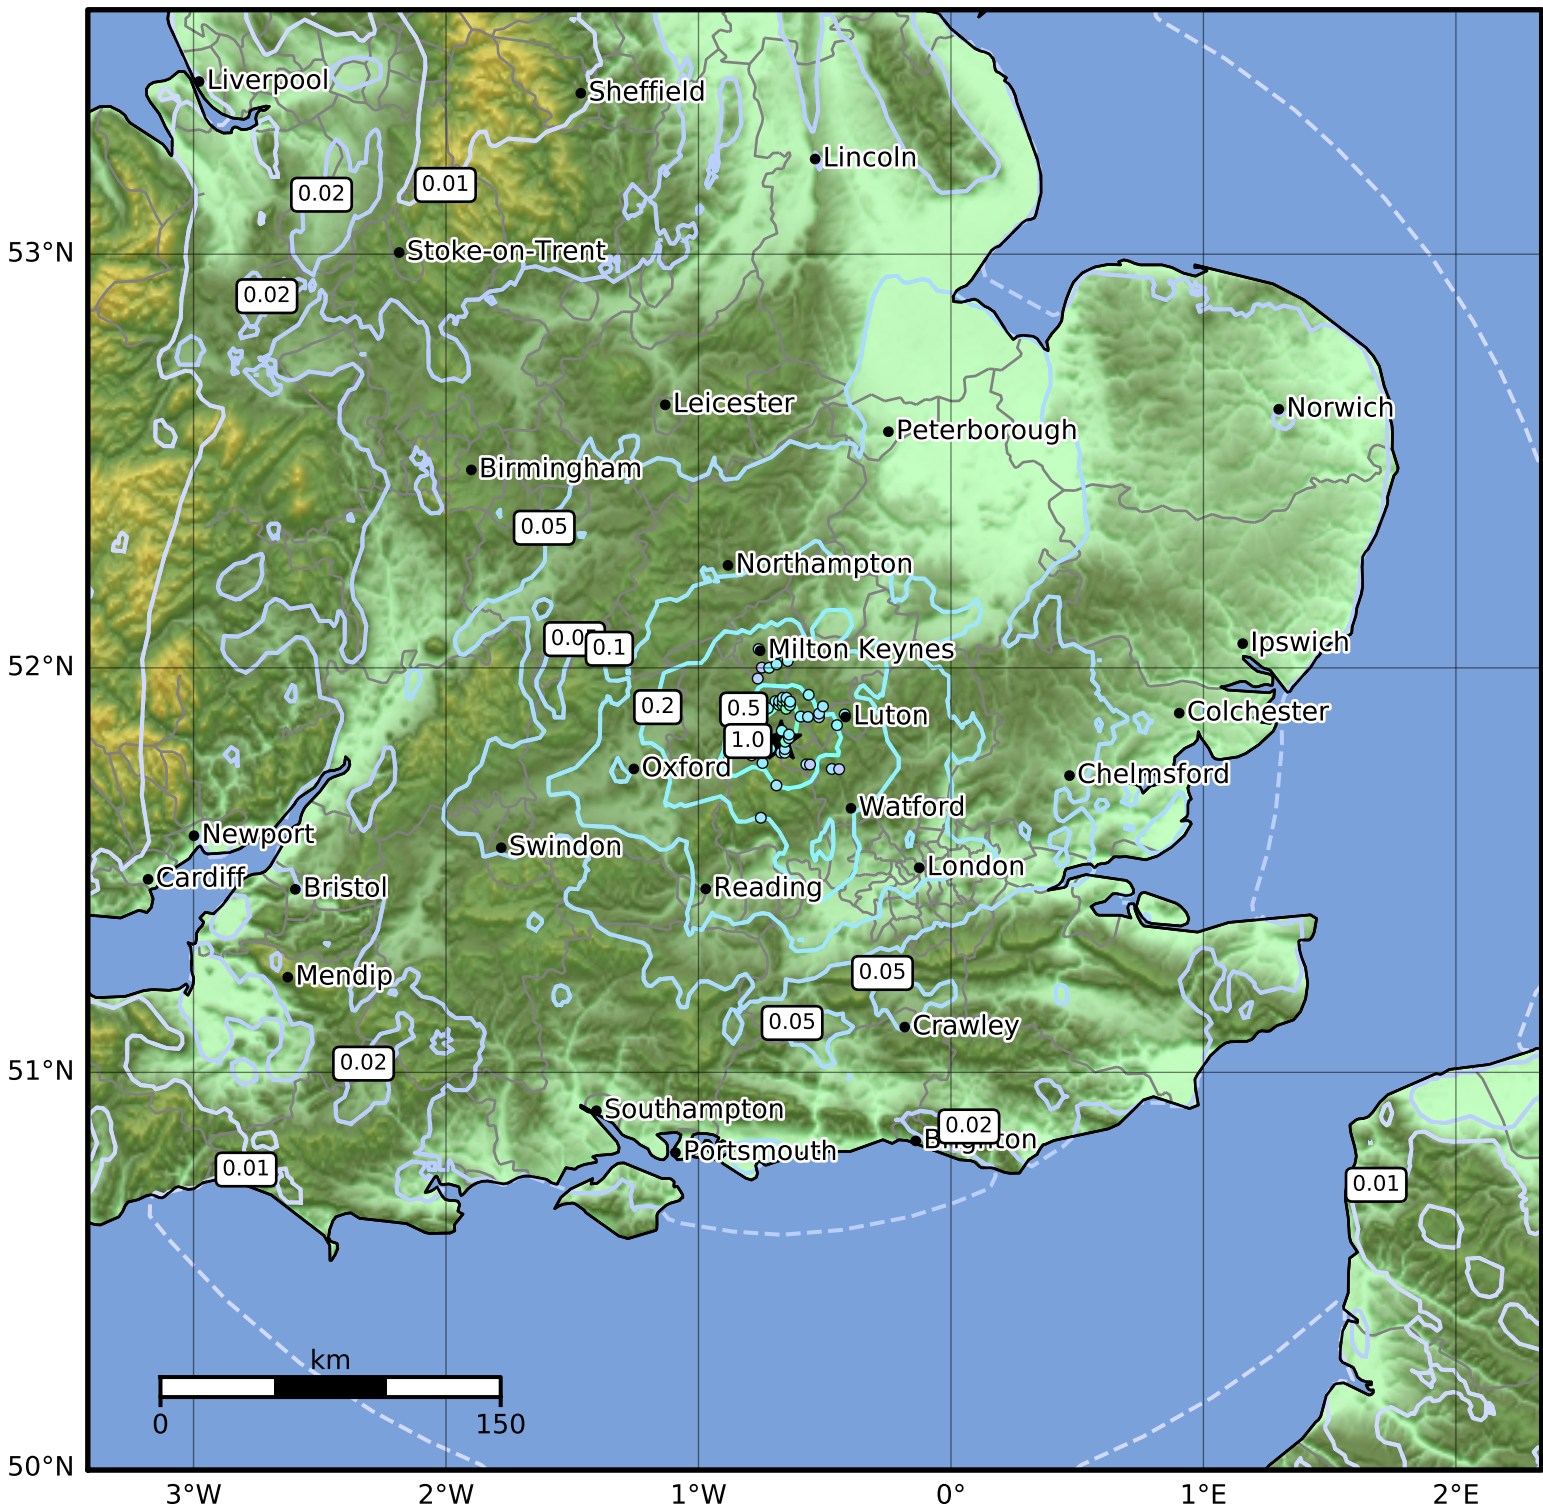 Liverpool
Sheffield
Lincoln
0.02
0.01
Stoke-on-Trent
53°N
0.02
Leicester
Norwich
Peterborough
Birmingham
0.05
Northampton
0.1
Milton Keynes
Ipswich
52°N
0.2
0.5
Luton
Colchester
1.0
Oxford
Chelmsford
Watford
Newport
Swindon
London
Cardiff
Bristol
Reading
Mendip
0.05
0.05
Crawley
0.02
51°N
Southampton
0.02
Brighton
Portsmouth
0.01
0.01
km
0
150
50°N
3°W
2°W
1°W
0°
1°E
2°E